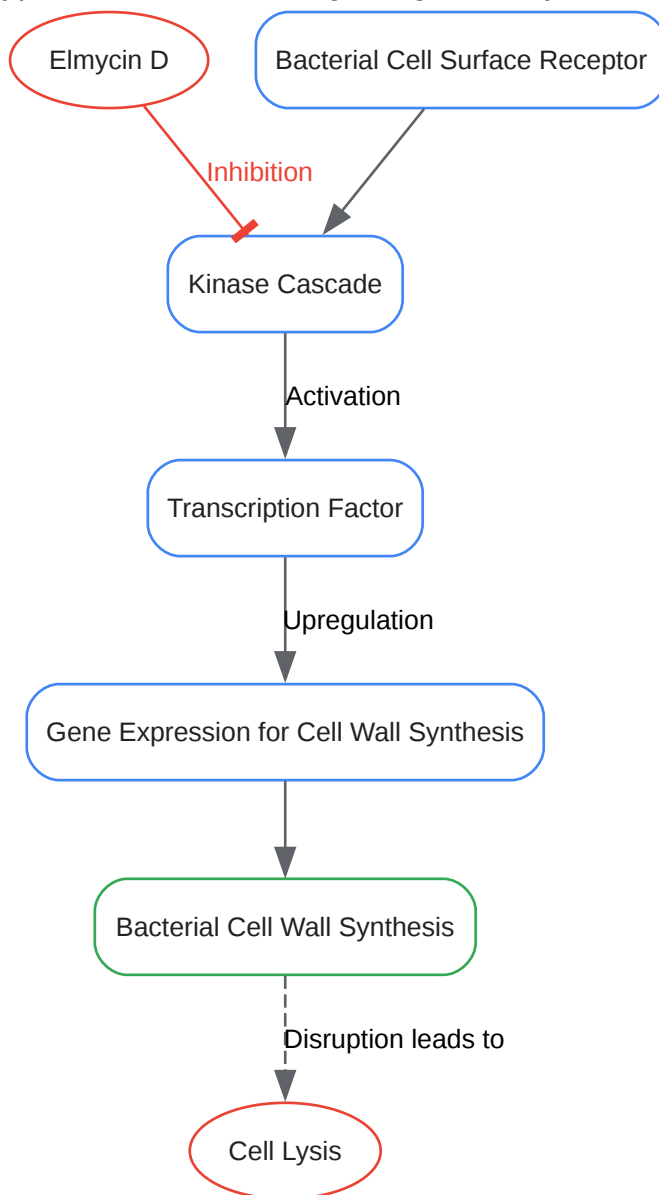 Elmycin D
Bacterial Cell Surface Receptor
Inhibition
Kinase Cascade
Activation
Transcription Factor
Upregulation
Gene Expression for Cell Wall Synthesis
Bacterial Cell Wall Synthesis
Disruption leads to
Cell Lysis